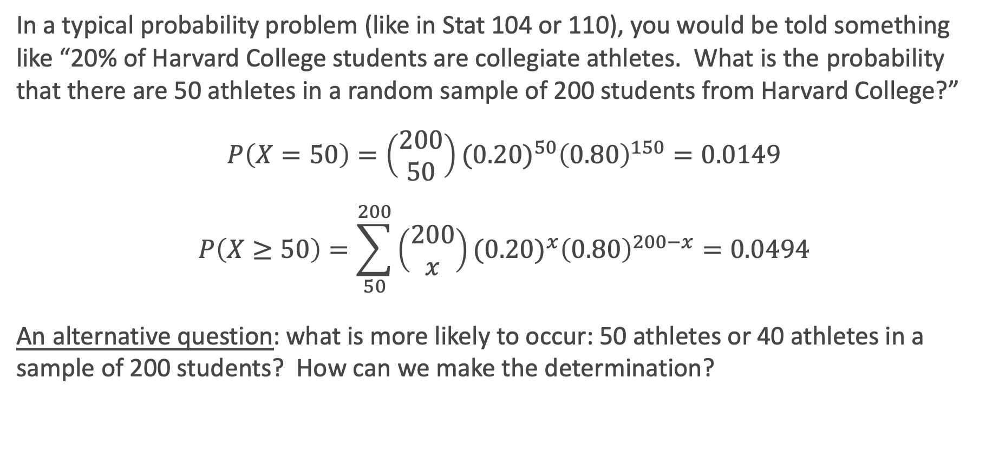 In a typical probability problem (like in Stat 104 or 110), you would be told something
like “20% of Harvard College students are collegiate athletes.  What is the probability
that there are 50 athletes in a random sample of 200 students from Harvard College?”
P(X = 50) = (200 50) (0.20)^50 (0.80)^150 = 0.0149
P(X ≥ 50) = ∑_{50}^{200} (200 x) (0.20)^x (0.80)^{200−x} = 0.0494
An alternative question: what is more likely to occur: 50 athletes or 40 athletes in a
sample of 200 students?  How can we make the determination?